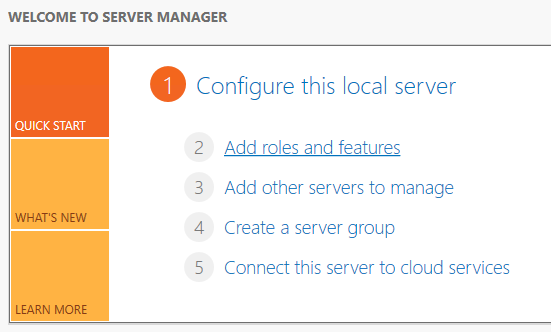 WELCOME TO SERVER MANAGER
QUICK START
WHAT'S NEW
LEARN MORE
1 Configure this local server
2 Add roles and features
3 Add other servers to manage
4 Create a server group
5 Connect this server to cloud services